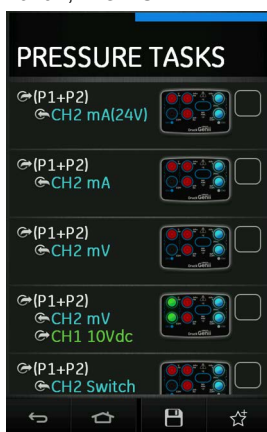 PRESSURE TASKS
(P1+P2)
CH2 mA(24V)
(P1+P2)
CH2 mA
(P1+P2)
CH2 mV
(P1+P2)
CH2 mV
CH1 10Vdc
(P1+P2)
CH2 Switch